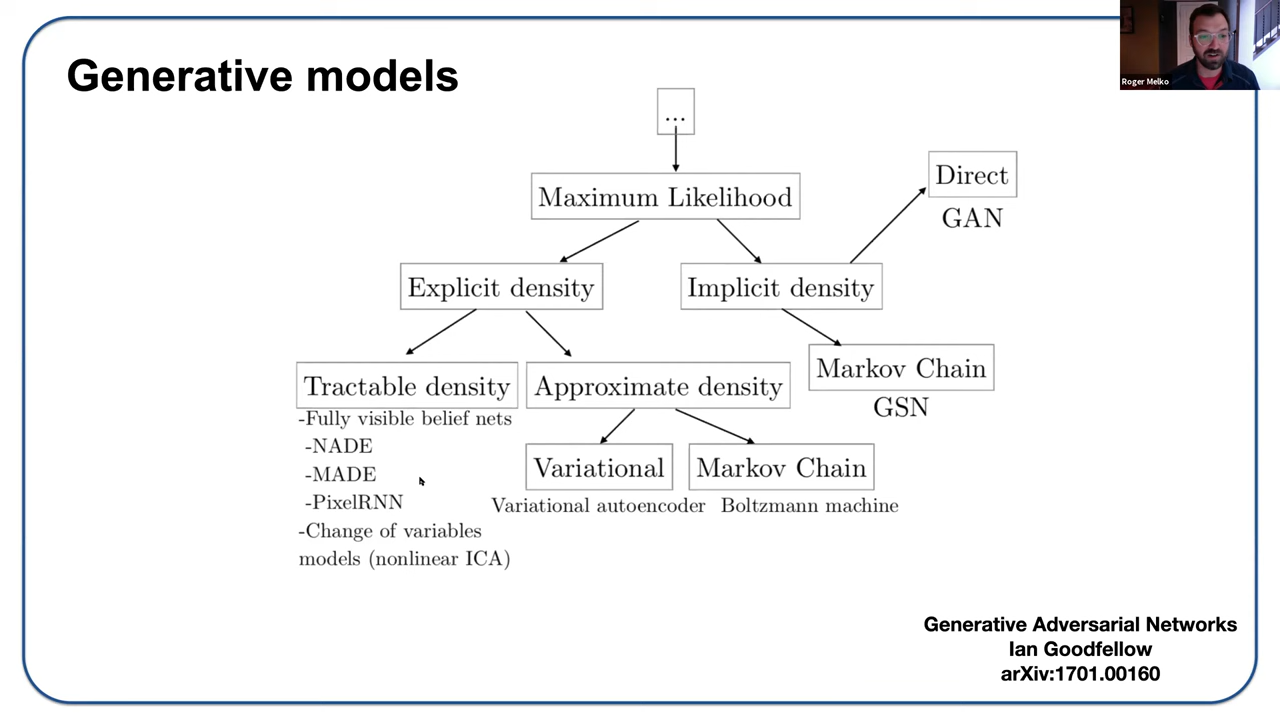 Generative models
Roger Melko
...
Maximum Likelihood
Direct
GAN
Explicit density
Implicit density
Tractable density
-Fully visible belief nets
-NADE
-MADE
-PixelRNN
-Change of variables
models (nonlinear ICA)
Approximate density
Markov Chain
GSN
Variational
Variational autoencoder
Markov Chain
Boltzmann machine
Generative Adversarial Networks
Ian Goodfellow
arXiv:1701.00160